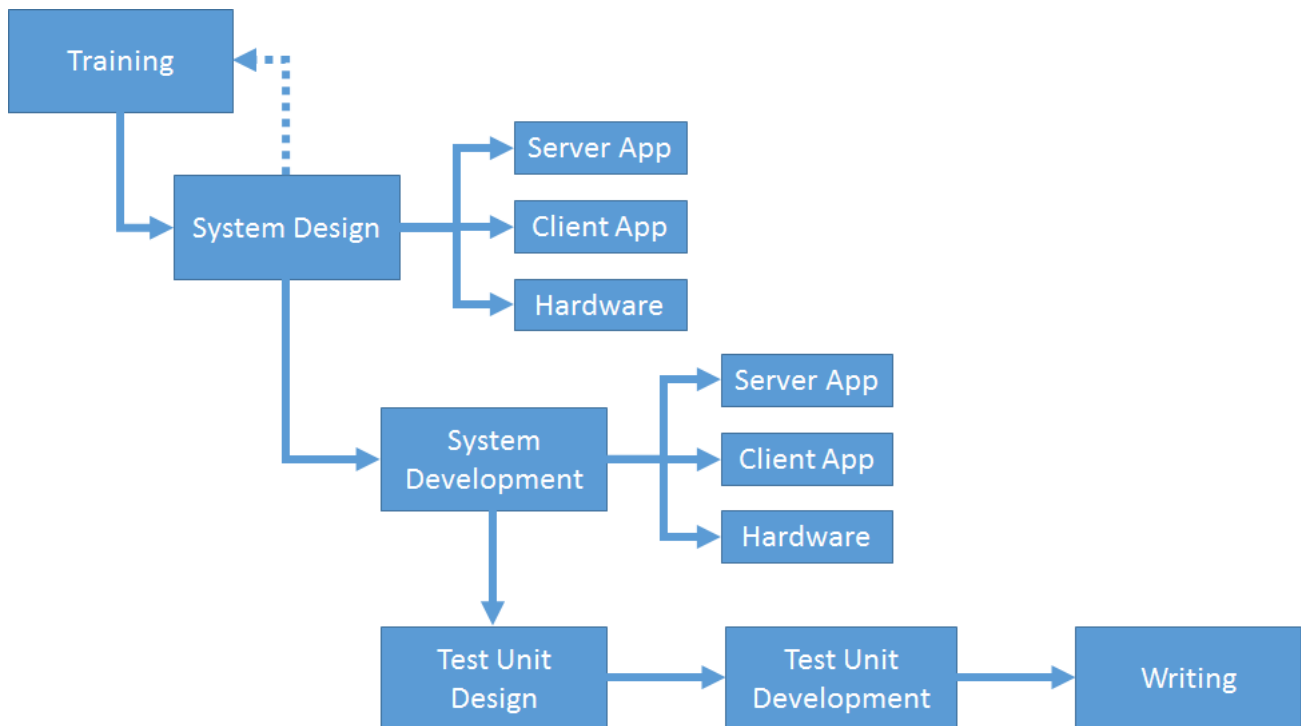 Training
System Design
Server App
Client App
Hardware
System
Development
Server App
Client App
Hardware
Test Unit
Design
Test Unit
Development
Writing